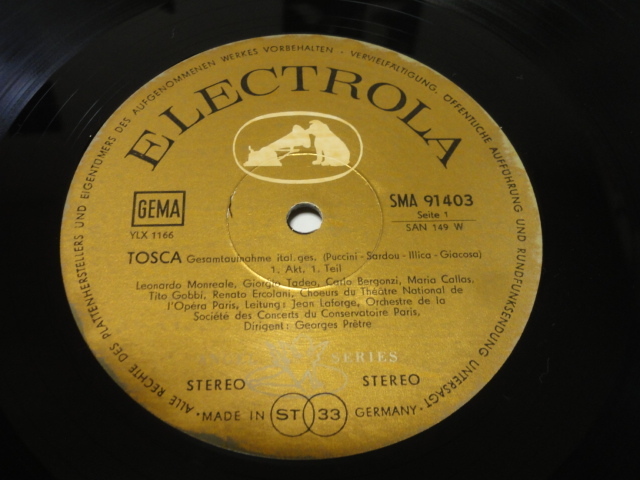 ALLE RECHTE DES PLATTENHERSTELLERS UND EIGENTÜMERS DES AUFGENOMMENEN WERKES VORBEHALTEN · VERVIELFÄLTIGUNG, ÖFFENTLICHE AUFFÜHRUNG UND RUNDFUNKSENDUNG UNTERSAGT
ELECTROLA
GEMA
YLX 1166
SMA 91403
Seite 1
SAN 149 W
TOSCA Gesamtaufnahme ital. ges. (Puccini - Sardou - Illica - Giacosa)
1. Akt, 1. Teil
Leonardo Monreale, Giorgio Tadeo, Carlo Bergonzi, Maria Callas,
Tito Gobbi, Renato Ercolani, Choeurs du Théâtre National de
l'Opéra Paris, Leitung: Jean Laforge, Orchestre de la
Société des Concerts du Conservatoire Paris,
Dirigent: Georges Prêtre
SERIES
STEREO STEREO
· MADE IN ST 33 GERMANY ·